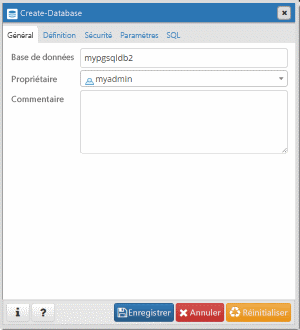 Create-Database
Général Définition Sécurité Paramètres SQL
Base de données mypgsqldb2
Propriétaire myadmin
Commentaire
i ? Enregistrer Annuler Réinitialiser